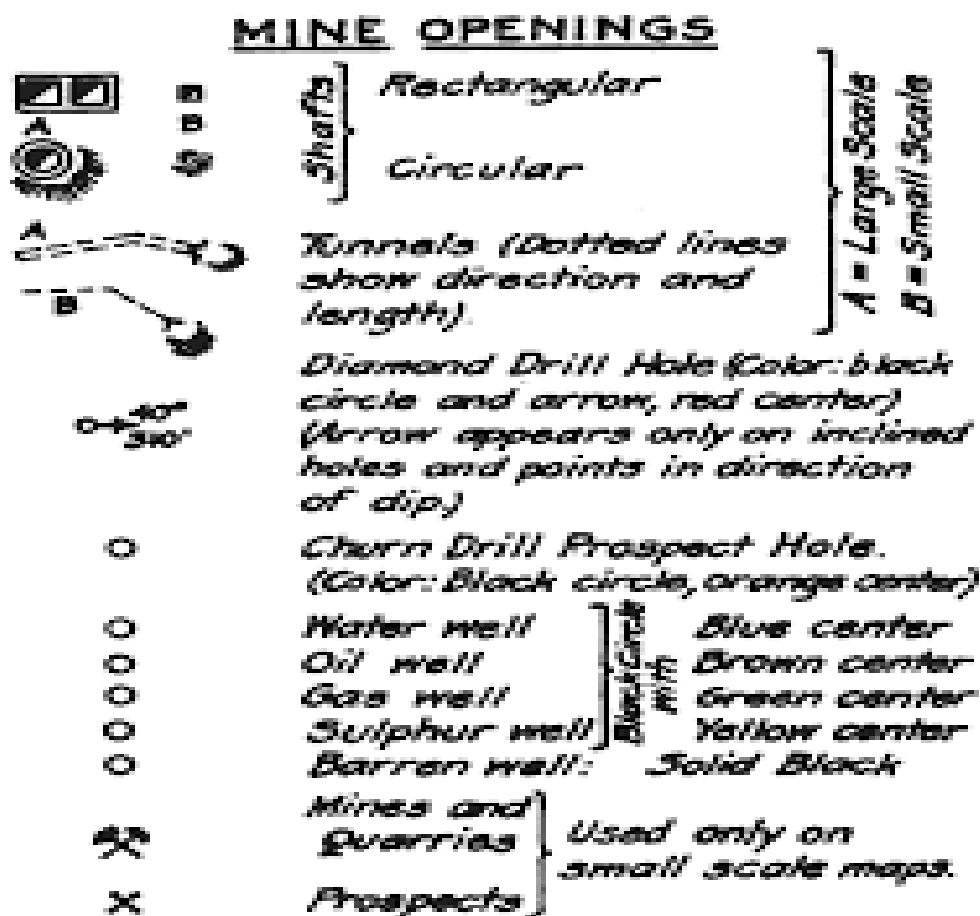 MINE OPENINGS
Rectangular
A
B
Shafts
Circular
A = Large Scale
B = Small Scale
A
Tunnels (Dotted lines
show direction and
B
length).
Diamond Drill Hole (Color: black
circle and arrow, red center)
(Arrow appears only on inclined
holes and points in direction
of dip.)
Churn Drill Prospect Hole.
(Color: Black circle, orange center)
Water well
Blue center
Oil well
Brown center
Black Circle
with
Gas well
Green center
Sulphur well
Yellow center
Barren well: Solid Black
Mines and
Quarries
Used only on
small scale maps.
Prospects